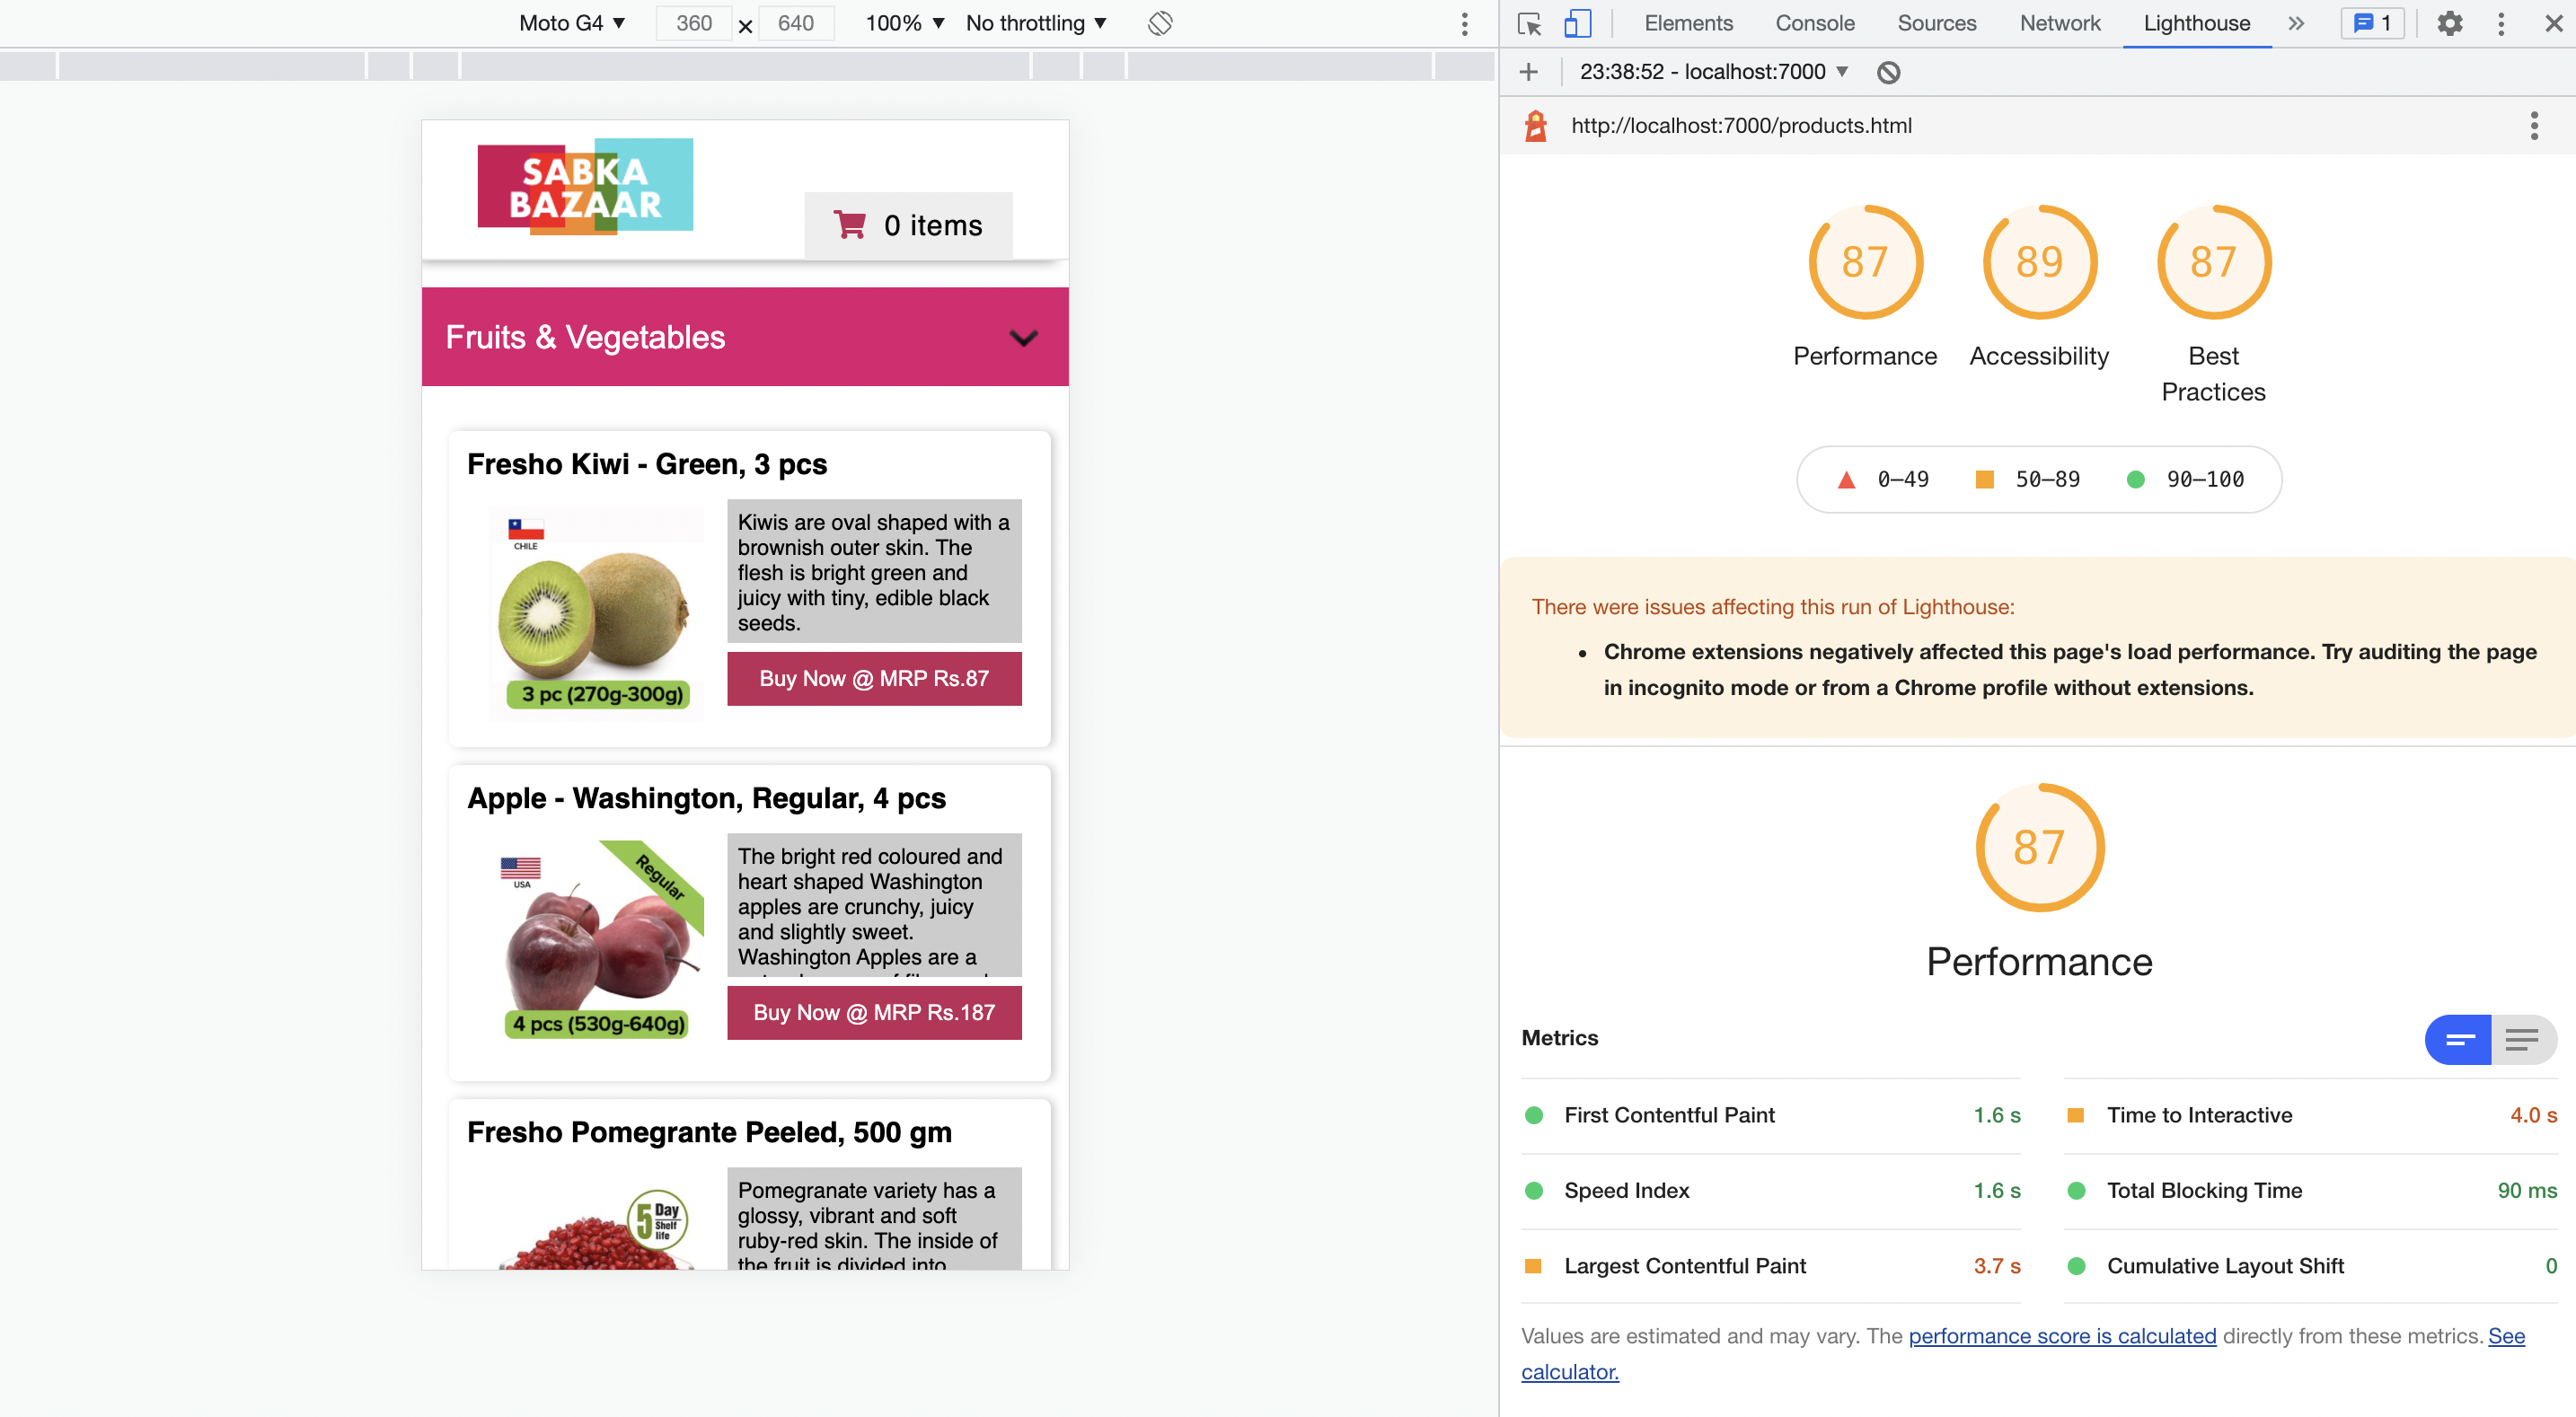 Moto G4 ▼ 360 × 640 100% ▼ No throttling ▼
SABKA
BAZAAR
0 items
Fruits & Vegetables
Fresho Kiwi - Green, 3 pcs
CHILE
3 pc (270g-300g)
Kiwis are oval shaped with a
brownish outer skin. The
flesh is bright green and
juicy with tiny, edible black
seeds.
Buy Now @ MRP Rs.87
Apple - Washington, Regular, 4 pcs
USA
Regular
4 pcs (530g-640g)
The bright red coloured and
heart shaped Washington
apples are crunchy, juicy
and slightly sweet.
Washington Apples are a
Buy Now @ MRP Rs.187
Fresho Pomegrante Peeled, 500 gm
5 Day
Shelf
life
Pomegranate variety has a
glossy, vibrant and soft
ruby-red skin. The inside of
the fruit is divided into
Elements Console Sources Network Lighthouse » 1
23:38:52 - localhost:7000 ▼
http://localhost:7000/products.html
87 89 87
Performance Accessibility Best
Practices
0–49 50–89 90–100
There were issues affecting this run of Lighthouse:
• Chrome extensions negatively affected this page's load performance. Try auditing the page
in incognito mode or from a Chrome profile without extensions.
87
Performance
Metrics
First Contentful Paint 1.6 s
Time to Interactive 4.0 s
Speed Index 1.6 s
Total Blocking Time 90 ms
Largest Contentful Paint 3.7 s
Cumulative Layout Shift 0
Values are estimated and may vary. The performance score is calculated directly from these metrics. See
calculator.